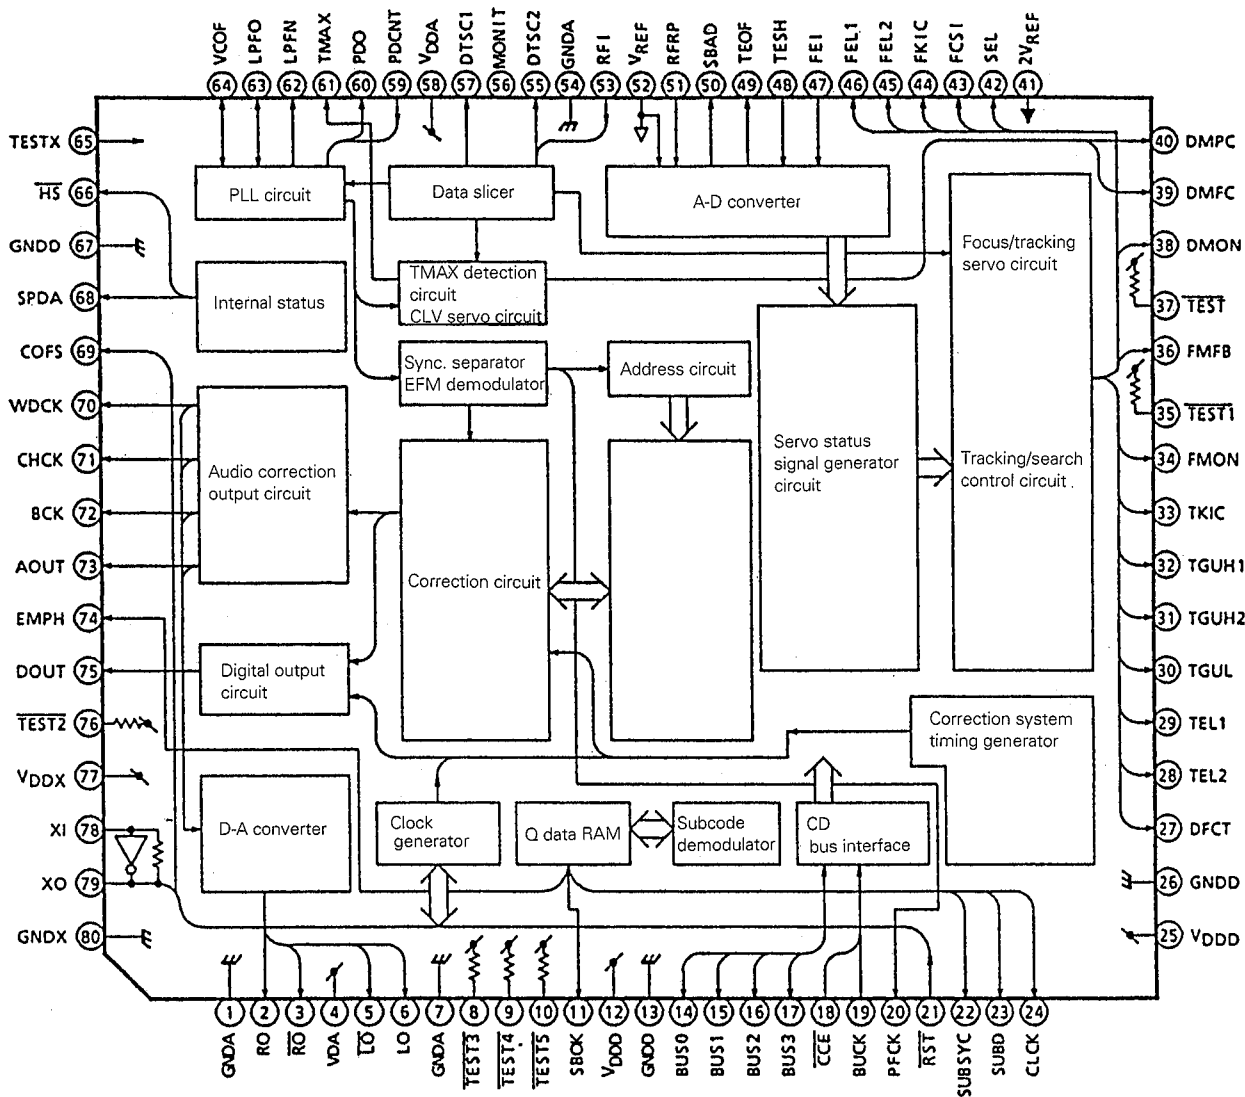 VCOF
LPFO
LPFN
TMAX
PDO
PDCNT
VDDA
DTSC1
MONIT
DTSC2
GNDA
RFI
VREF
RFRP
SBAD
TEOF
TESH
FEI
FEL1
FEL2
FKIC
FCSI
SEL
2VREF
64 63 62 61 60 59 58 57 56 55 54 53 52 51 50 49 48 47 46 45 44 43 42 41
TESTX 65
HS 66
GNDD 67
SPDA 68
COFS 69
WDCK 70
CHCK 71
BCK 72
AOUT 73
EMPH 74
DOUT 75
TEST2 76
VDDX 77
XI 78
XO 79
GNDX 80
PLL circuit
Data slicer
A-D converter
Focus/tracking
servo circuit
Tracking/search
control circuit
Internal status
TMAX detection
circuit
CLV servo circuit
Sync. separator
EFM demodulator
Address circuit
Servo status
signal generator
circuit
Audio correction
output circuit
Correction circuit
Digital output
circuit
Correction system
timing generator
D-A converter
Clock
generator
Q data RAM
Subcode
demodulator
CD
bus interface
40 DMPC
39 DMFC
38 DMON
37 TEST
36 FMFB
35 TEST1
34 FMON
33 TKIC
32 TGUH1
31 TGUH2
30 TGUL
29 TEL1
28 TEL2
27 DFCT
26 GNDD
25 VDDD
1 2 3 4 5 6 7 8 9 10 11 12 13 14 15 16 17 18 19 20 21 22 23 24
GNDA
RO
RO
VDA
LO
LO
GNDA
TEST3
TEST4
TEST5
SBOK
VDDD
GNDD
BUS0
BUS1
BUS2
BUS3
CCE
BUCK
PFCK
RST
SUBSYC
SUBD
CLCK